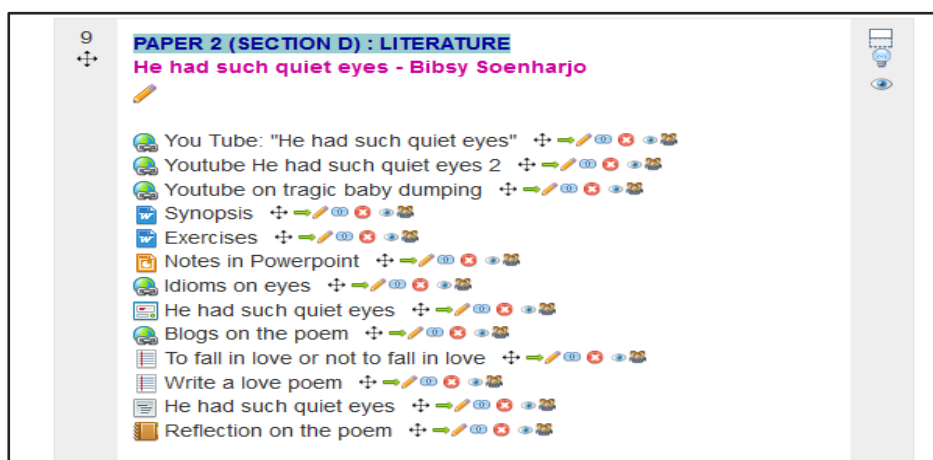 9
PAPER 2 (SECTION D) : LITERATURE
He had such quiet eyes - Bibsy Soenharjo
You Tube: "He had such quiet eyes"
Youtube He had such quiet eyes 2
Youtube on tragic baby dumping
Synopsis
Exercises
Notes in Powerpoint
Idioms on eyes
He had such quiet eyes
Blogs on the poem
To fall in love or not to fall in love
Write a love poem
He had such quiet eyes
Reflection on the poem